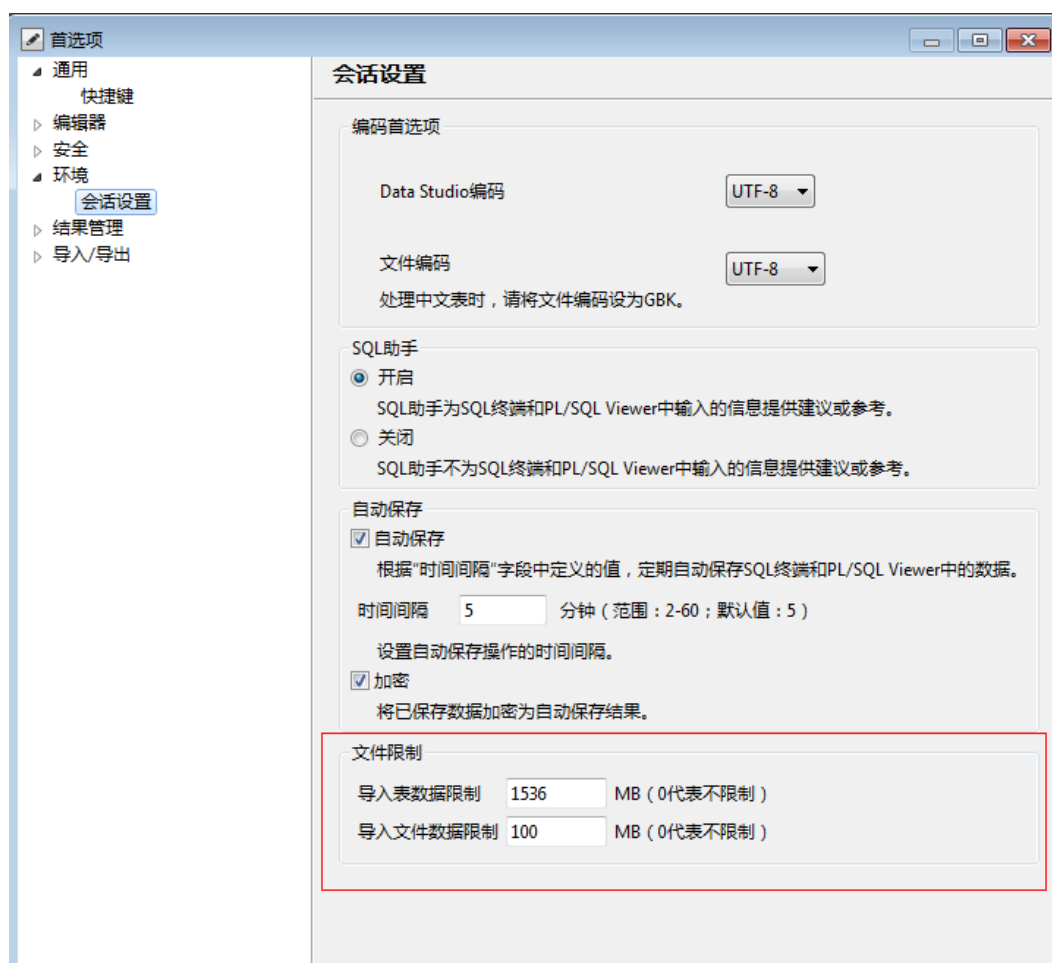 首选项
通用
快捷键
编辑器
安全
环境
会话设置
结果管理
导入/导出
会话设置
编码首选项
Data Studio编码 UTF-8
文件编码 UTF-8
处理中文表时，请将文件编码设为GBK。
SQL助手
开启
SQL助手为SQL终端和PL/SQL Viewer中输入的信息提供建议或参考。
关闭
SQL助手不为SQL终端和PL/SQL Viewer中输入的信息提供建议或参考。
自动保存
自动保存
根据“时间间隔”字段中定义的值，定期自动保存SQL终端和PL/SQL Viewer中的数据。
时间间隔 5 分钟（范围：2-60；默认值：5）
设置自动保存操作的时间间隔。
加密
将已保存数据加密为自动保存结果。
文件限制
导入表数据限制 1536 MB（0代表不限制）
导入文件数据限制 100 MB（0代表不限制）